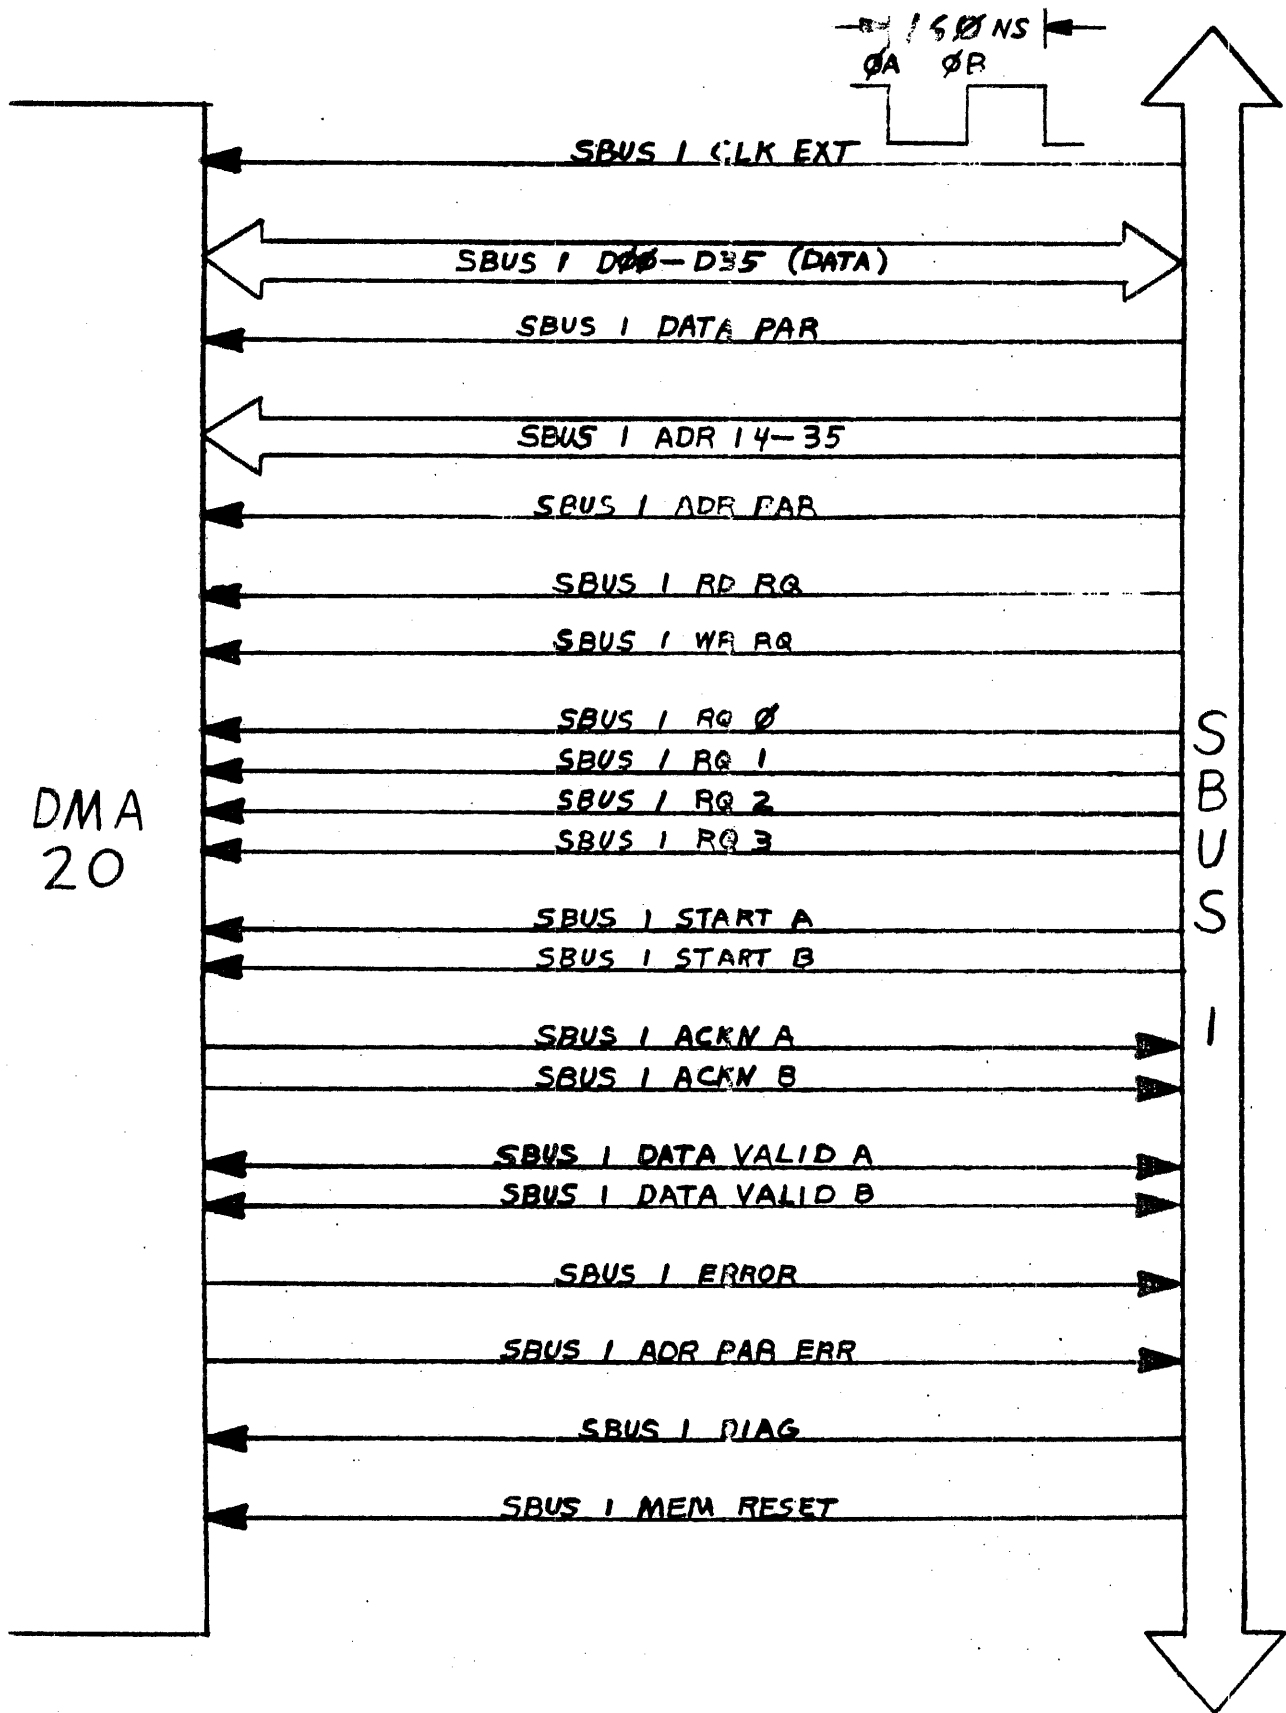 NS
ØA ØB
SBUS 1 CLK EXT
SBUS 1 DØØ-D35 (DATA)
SBUS 1 DATA PAR
SBUS 1 ADR 14-35
SBUS 1 ADR PAR
SBUS 1 RD RQ
SBUS 1 WR RQ
SBUS 1 RQ Ø
SBUS 1 RQ 1
SBUS 1 RQ 2
SBUS 1 RQ 3
DMA
20
SBUS 1
SBUS 1 START A
SBUS 1 START B
SBUS 1 ACKN A
SBUS 1 ACKN B
SBUS 1 DATA VALID A
SBUS 1 DATA VALID B
SBUS 1 ERROR
SBUS 1 ADR PAR ERR
SBUS 1 DIAG
SBUS 1 MEM RESET